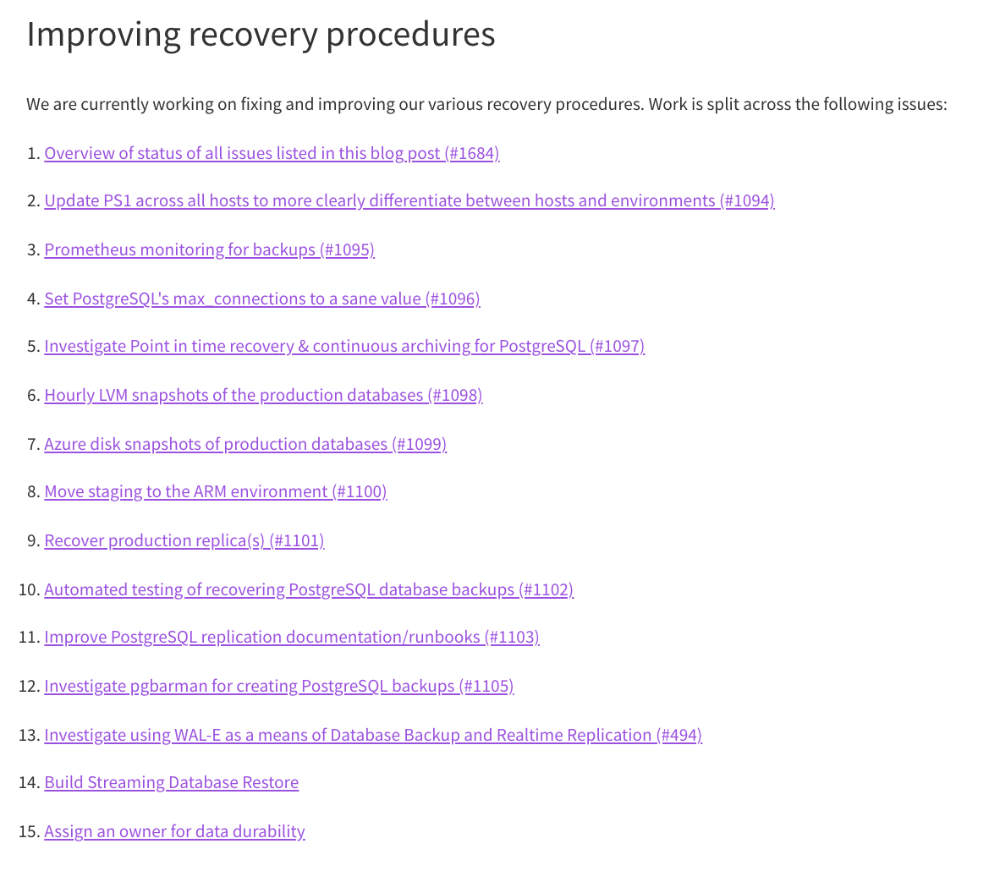 Improving recovery procedures
We are currently working on fixing and improving our various recovery procedures. Work is split across the following issues:
1. Overview of status of all issues listed in this blog post (#1684)
2. Update PS1 across all hosts to more clearly differentiate between hosts and environments (#1094)
3. Prometheus monitoring for backups (#1095)
4. Set PostgreSQL's max_connections to a sane value (#1096)
5. Investigate Point in time recovery & continuous archiving for PostgreSQL (#1097)
6. Hourly LVM snapshots of the production databases (#1098)
7. Azure disk snapshots of production databases (#1099)
8. Move staging to the ARM environment (#1100)
9. Recover production replica(s) (#1101)
10. Automated testing of recovering PostgreSQL database backups (#1102)
11. Improve PostgreSQL replication documentation/runbooks (#1103)
12. Investigate pgbarman for creating PostgreSQL backups (#1105)
13. Investigate using WAL-E as a means of Database Backup and Realtime Replication (#494)
14. Build Streaming Database Restore
15. Assign an owner for data durability